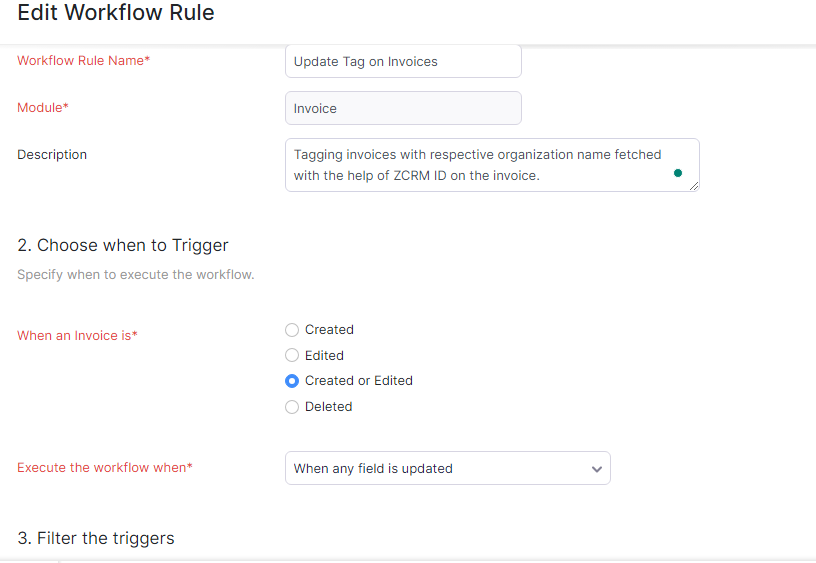 Edit Workflow Rule
Workflow Rule Name*
Update Tag on Invoices
Module*
Invoice
Description
Tagging invoices with respective organization name fetched
with the help of ZCRM ID on the invoice.
2. Choose when to Trigger
Specify when to execute the workflow.
When an Invoice is*
Created
Edited
Created or Edited
Deleted
Execute the workflow when*
When any field is updated
3. Filter the triggers